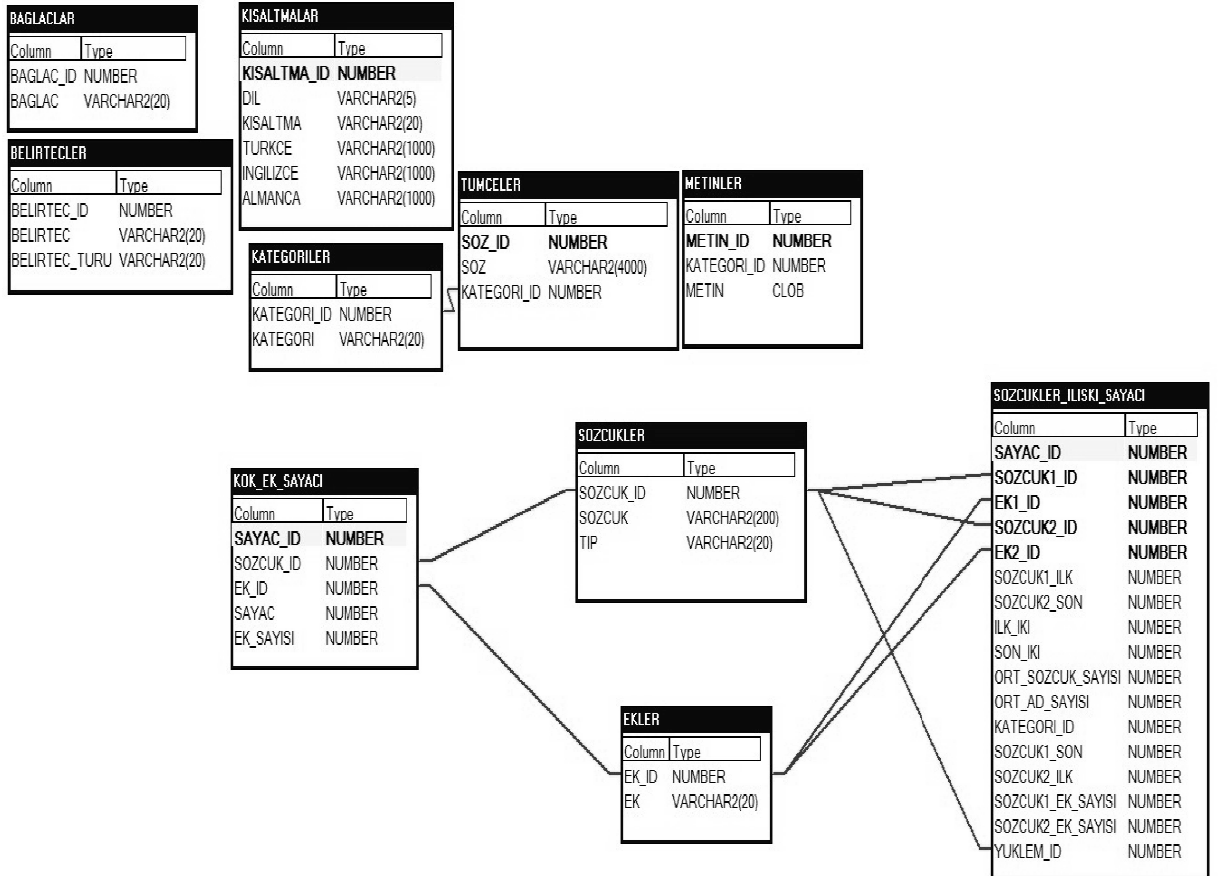 BAGLACLAR
Column Type
BAGLAC_ID NUMBER
BAGLAC VARCHAR2(20)
KISALTMALAR
Column Type
KISALTMA_ID NUMBER
DIL VARCHAR2(5)
KISALTMA VARCHAR2(20)
TURKCE VARCHAR2(1000)
INGILIZCE VARCHAR2(1000)
ALMANCA VARCHAR2(1000)
BELIRTECLER
Column Type
BELIRTEC_ID NUMBER
BELIRTEC VARCHAR2(20)
BELIRTEC_TURU VARCHAR2(20)
KATEGORILER
Column Type
KATEGORI_ID NUMBER
KATEGORI VARCHAR2(20)
TUMCELER
Column Type
SOZ_ID NUMBER
SOZ VARCHAR2(4000)
KATEGORI_ID NUMBER
METINLER
Column Type
METIN_ID NUMBER
KATEGORI_ID NUMBER
METIN CLOB
KOK_EK_SAYACI
Column Type
SAYAC_ID NUMBER
SOZCUK_ID NUMBER
EK_ID NUMBER
SAYAC NUMBER
EK_SAYISI NUMBER
SOZCUKLER
Column Type
SOZCUK_ID NUMBER
SOZCUK VARCHAR2(200)
TIP VARCHAR2(20)
EKLER
Column Type
EK_ID NUMBER
EK VARCHAR2(20)
SOZCUKLER_ILISKI_SAYACI
Column Type
SAYAC_ID NUMBER
SOZCUK1_ID NUMBER
EK1_ID NUMBER
SOZCUK2_ID NUMBER
EK2_ID NUMBER
SOZCUK1_ILK NUMBER
SOZCUK2_SON NUMBER
ILK_IKI NUMBER
SON_IKI NUMBER
ORT_SOZCUK_SAYISI NUMBER
ORT_AD_SAYISI NUMBER
KATEGORI_ID NUMBER
SOZCUK1_SON NUMBER
SOZCUK2_ILK NUMBER
SOZCUK1_EK_SAYISI NUMBER
SOZCUK2_EK_SAYISI NUMBER
YUKLEM_ID NUMBER